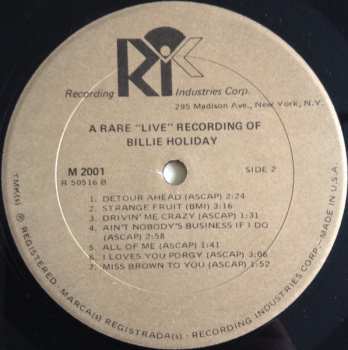 RIC
Recording Industries Corp.
295 Madison Ave., New York, N.Y.
A RARE "LIVE" RECORDING OF
BILLIE HOLIDAY
M 2001
SIDE 2
R 50516 B
1. DETOUR AHEAD (ASCAP) 2:24
2. STRANGE FRUIT (BMI) 3:16
3. DRIVIN' ME CRAZY (ASCAP) 1:31
4. AIN'T NOBODY'S BUSINESS IF I DO
(ASCAP) 2:58
5. ALL OF ME (ASCAP) 1:41
6. I LOVES YOU PORGY (ASCAP) 3:06
7. MISS BROWN TO YOU (ASCAP) 1:52
TMK(s) ® REGISTERED. MARCA(s) REGISTRADA(s) - RECORDING INDUSTRIES CORP. - MADE IN U.S.A.